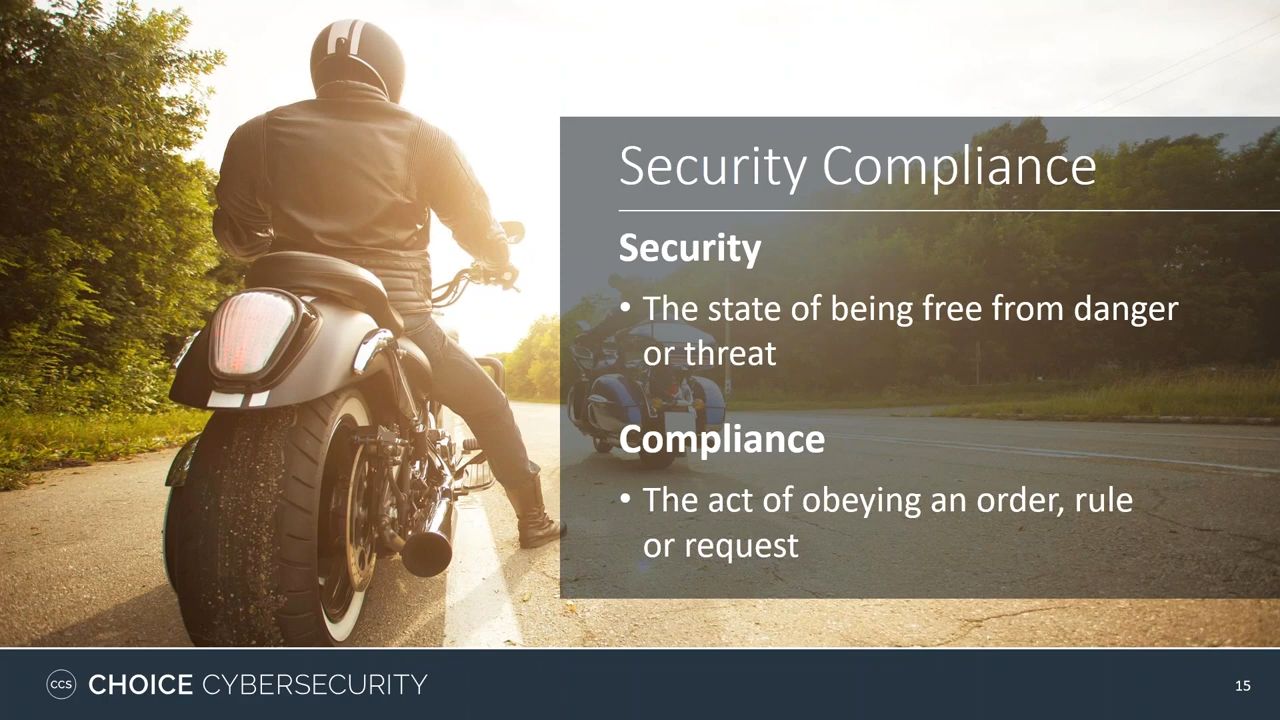 Security Compliance
Security
• The state of being free from danger
or threat
Compliance
• The act of obeying an order, rule
or request
CCS CHOICE CYBERSECURITY
15